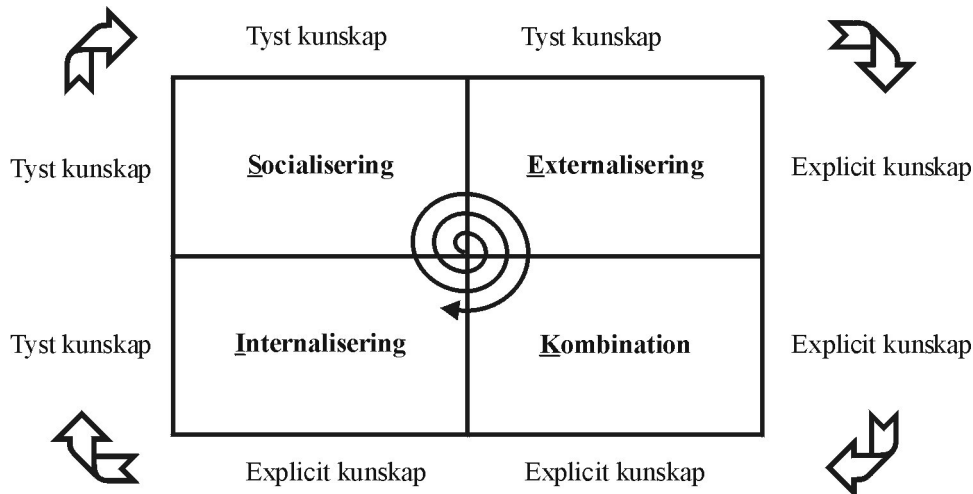 Tyst kunskap Tyst kunskap
Tyst kunskap Socialisering Externalisering Explicit kunskap
Tyst kunskap Internalisering Kombination Explicit kunskap
Explicit kunskap Explicit kunskap